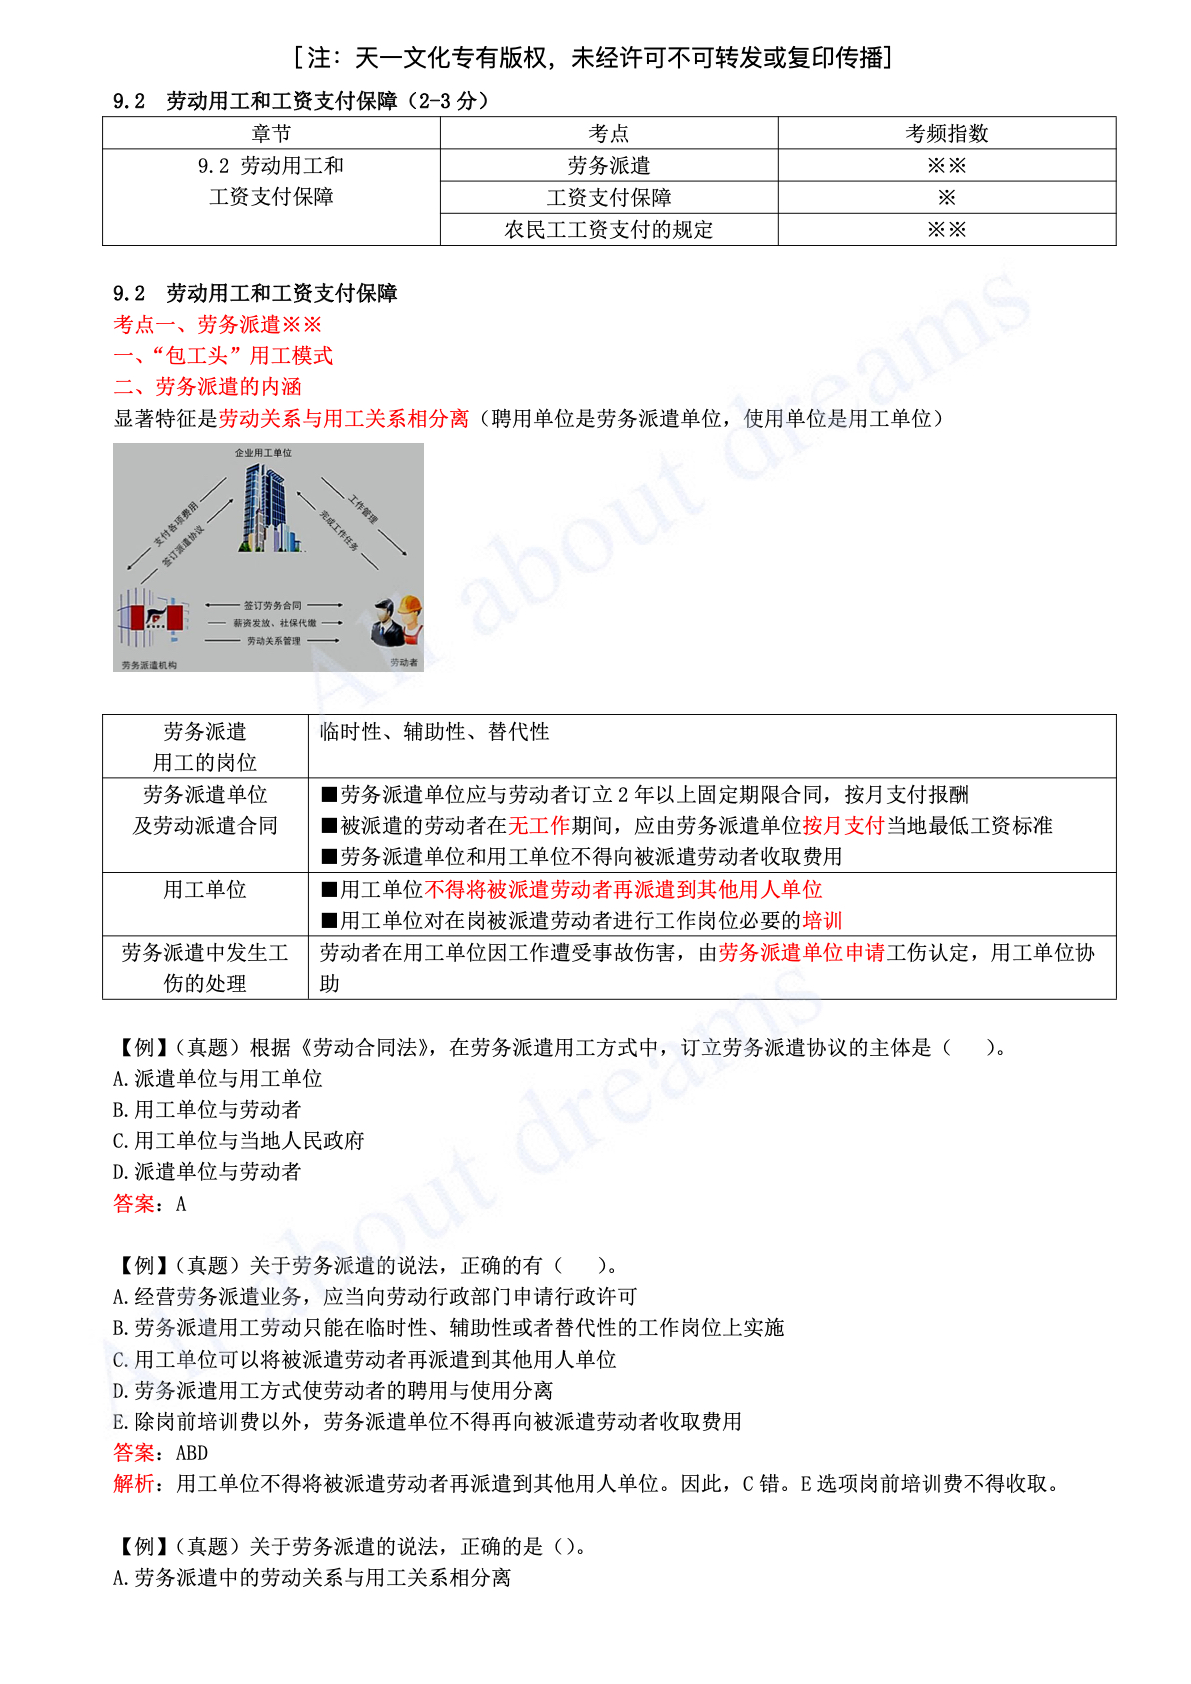 [注：天一文化专有版权，未经许可不可转发或复印传播]
9.2 劳动用工和工资支付保障（2-3 分）
章节 考点 考频指数
9.2 劳动用工和 劳务派遣 ※※
工资支付保障 工资支付保障 ※
农民工工资支付的规定 ※※
9.2 劳动用工和工资支付保障
考点一、劳务派遣※※
一、“包工头”用工模式
二、劳务派遣的内涵
显著特征是劳动关系与用工关系相分离（聘用单位是劳务派遣单位，使用单位是用工单位）
企业用工单位
支付各项费用
签订派遣协议
工作管理
完成工作任务
签订劳务合同
薪资发放、社保代缴
劳动关系管理
劳务派遣机构
劳动者
劳务派遣 临时性、辅助性、替代性
用工的岗位
劳务派遣单位 ■劳务派遣单位应与劳动者订立 2 年以上固定期限合同，按月支付报酬
及劳动派遣合同 ■被派遣的劳动者在无工作期间，应由劳务派遣单位按月支付当地最低工资标准
■劳务派遣单位和用工单位不得向被派遣劳动者收取费用
用工单位 ■用工单位不得将被派遣劳动者再派遣到其他用人单位
■用工单位对在岗被派遣劳动者进行工作岗位必要的培训
劳务派遣中发生工 劳动者在用工单位因工作遭受事故伤害，由劳务派遣单位申请工伤认定，用工单位协
伤的处理 助
【例】（真题）根据《劳动合同法》，在劳务派遣用工方式中，订立劳务派遣协议的主体是（ ）。
A.派遣单位与用工单位
B.用工单位与劳动者
C.用工单位与当地人民政府
D.派遣单位与劳动者
答案：A
【例】（真题）关于劳务派遣的说法，正确的有（ ）。
A.经营劳务派遣业务，应当向劳动行政部门申请行政许可
B.劳务派遣用工劳动只能在临时性、辅助性或者替代性的工作岗位上实施
C.用工单位可以将被派遣劳动者再派遣到其他用人单位
D.劳务派遣用工方式使劳动者的聘用与使用分离
E.除岗前培训费以外，劳务派遣单位不得再向被派遣劳动者收取费用
答案：ABD
解析：用工单位不得将被派遣劳动者再派遣到其他用人单位。因此，C 错。E 选项岗前培训费不得收取。
【例】（真题）关于劳务派遣的说法，正确的是（）。
A.劳务派遣中的劳动关系与用工关系相分离
All about dreams
All about dreams